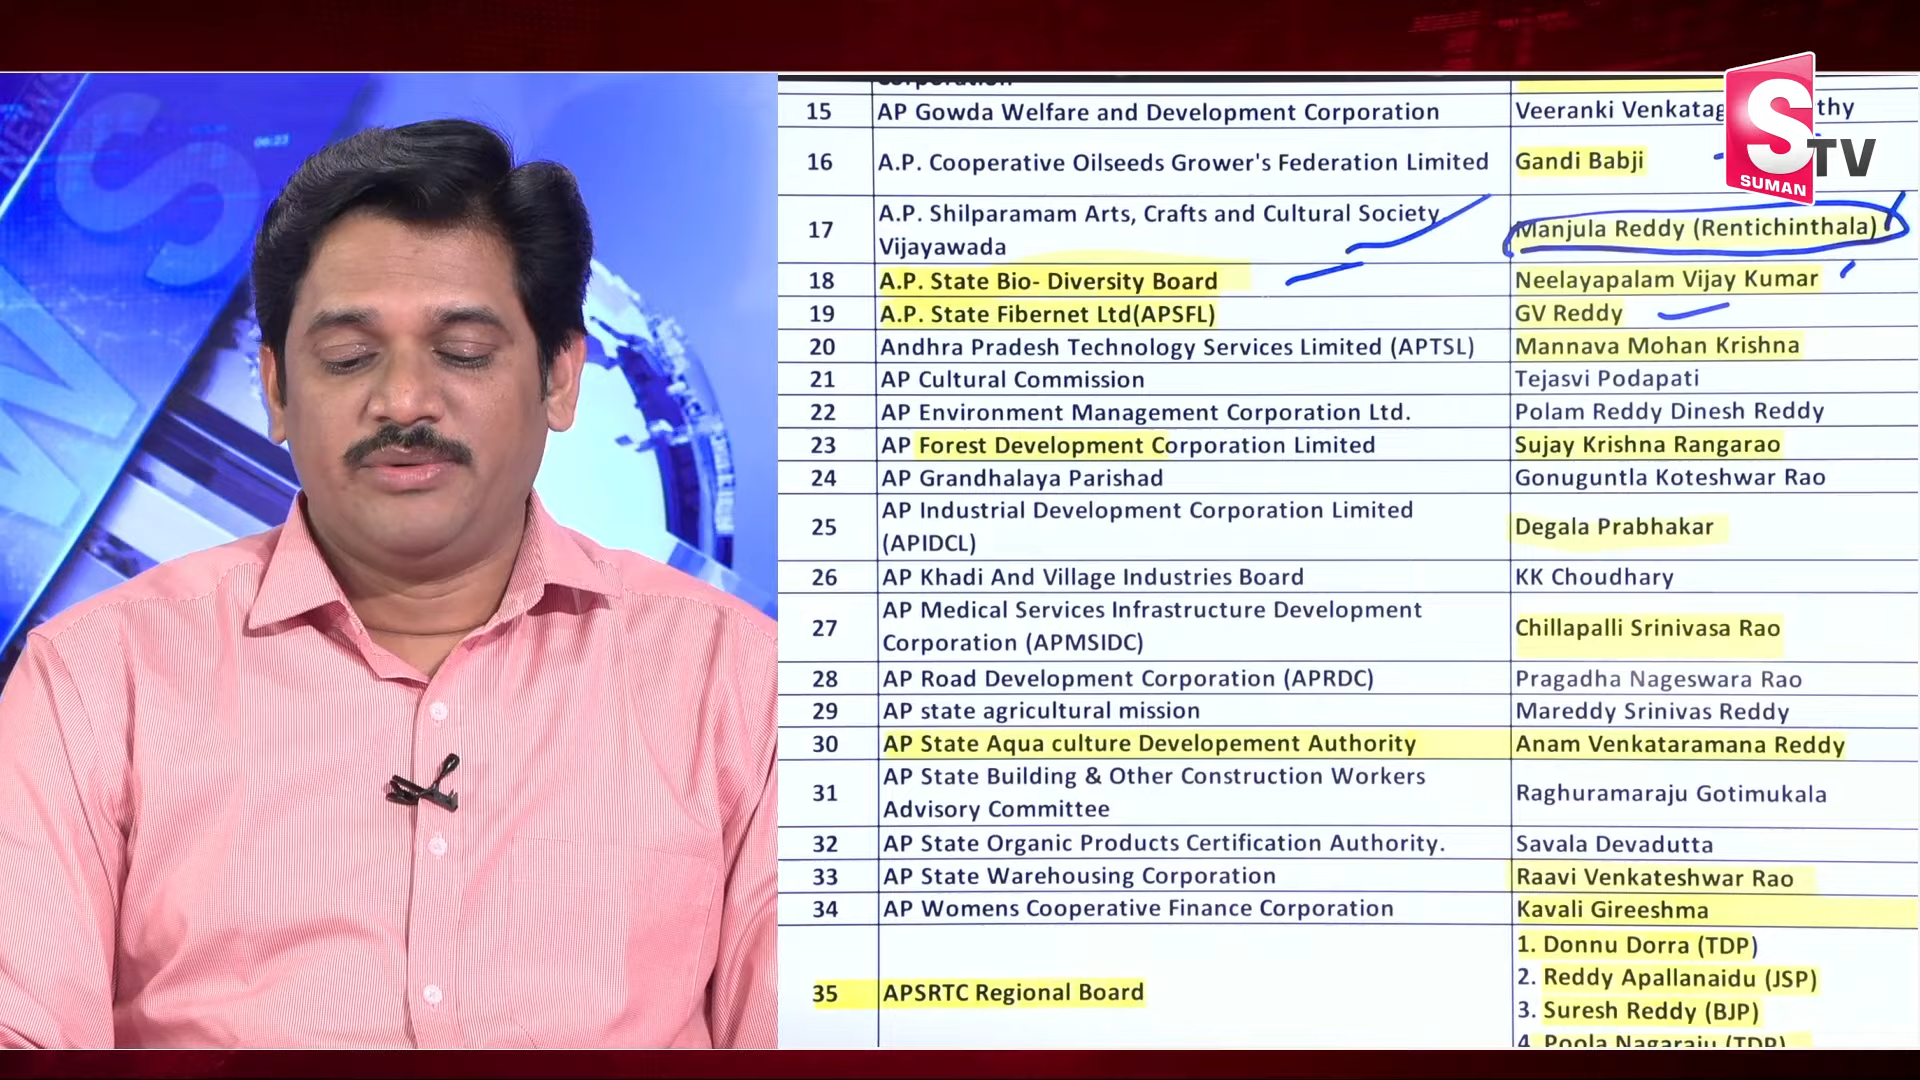 NEWS
06:23
S
TV
SUMAN
15 AP Gowda Welfare and Development Corporation Veeranki
16 A.P. Cooperative Oilseeds Grower's Federation Limited Gandi Babji
17 A.P. Shilparamam Arts, Crafts and Cultural Society, Manjula Reddy (Rentichinthala)
Vijayawada
18 A.P. State Bio- Diversity Board Neelayapalam Vijay Kumar
19 A.P. State Fibernet Ltd(APSFL) GV Reddy
20 Andhra Pradesh Technology Services Limited (APTSL) Mannava Mohan Krishna
21 AP Cultural Commission Tejasvi Podapati
22 AP Environment Management Corporation Ltd. Polam Reddy Dinesh Reddy
23 AP Forest Development Corporation Limited Sujay Krishna Rangarao
24 AP Grandhalaya Parishad Gonuguntla Koteshwar Rao
25 AP Industrial Development Corporation Limited Degala Prabhakar
(APIDCL)
26 AP Khadi And Village Industries Board KK Choudhary
27 AP Medical Services Infrastructure Development Chillapalli Srinivasa Rao
Corporation (APMSIDC)
28 AP Road Development Corporation (APRDC) Pragadha Nageswara Rao
29 AP state agricultural mission Mareddy Srinivas Reddy
30 AP State Aqua culture Developement Authority Anam Venkataramana Reddy
31 AP State Building & Other Construction Workers Raghuramaraju Gotimukala
Advisory Committee
32 AP State Organic Products Certification Authority. Savala Devadutta
33 AP State Warehousing Corporation Raavi Venkateshwar Rao
34 AP Womens Cooperative Finance Corporation Kavali Gireeshma
35 APSRTC Regional Board 1. Donnu Dorra (TDP)
2. Reddy Apallanaidu (JSP)
3. Suresh Reddy (BJP)
4. Poola Nagaraju (TDP)